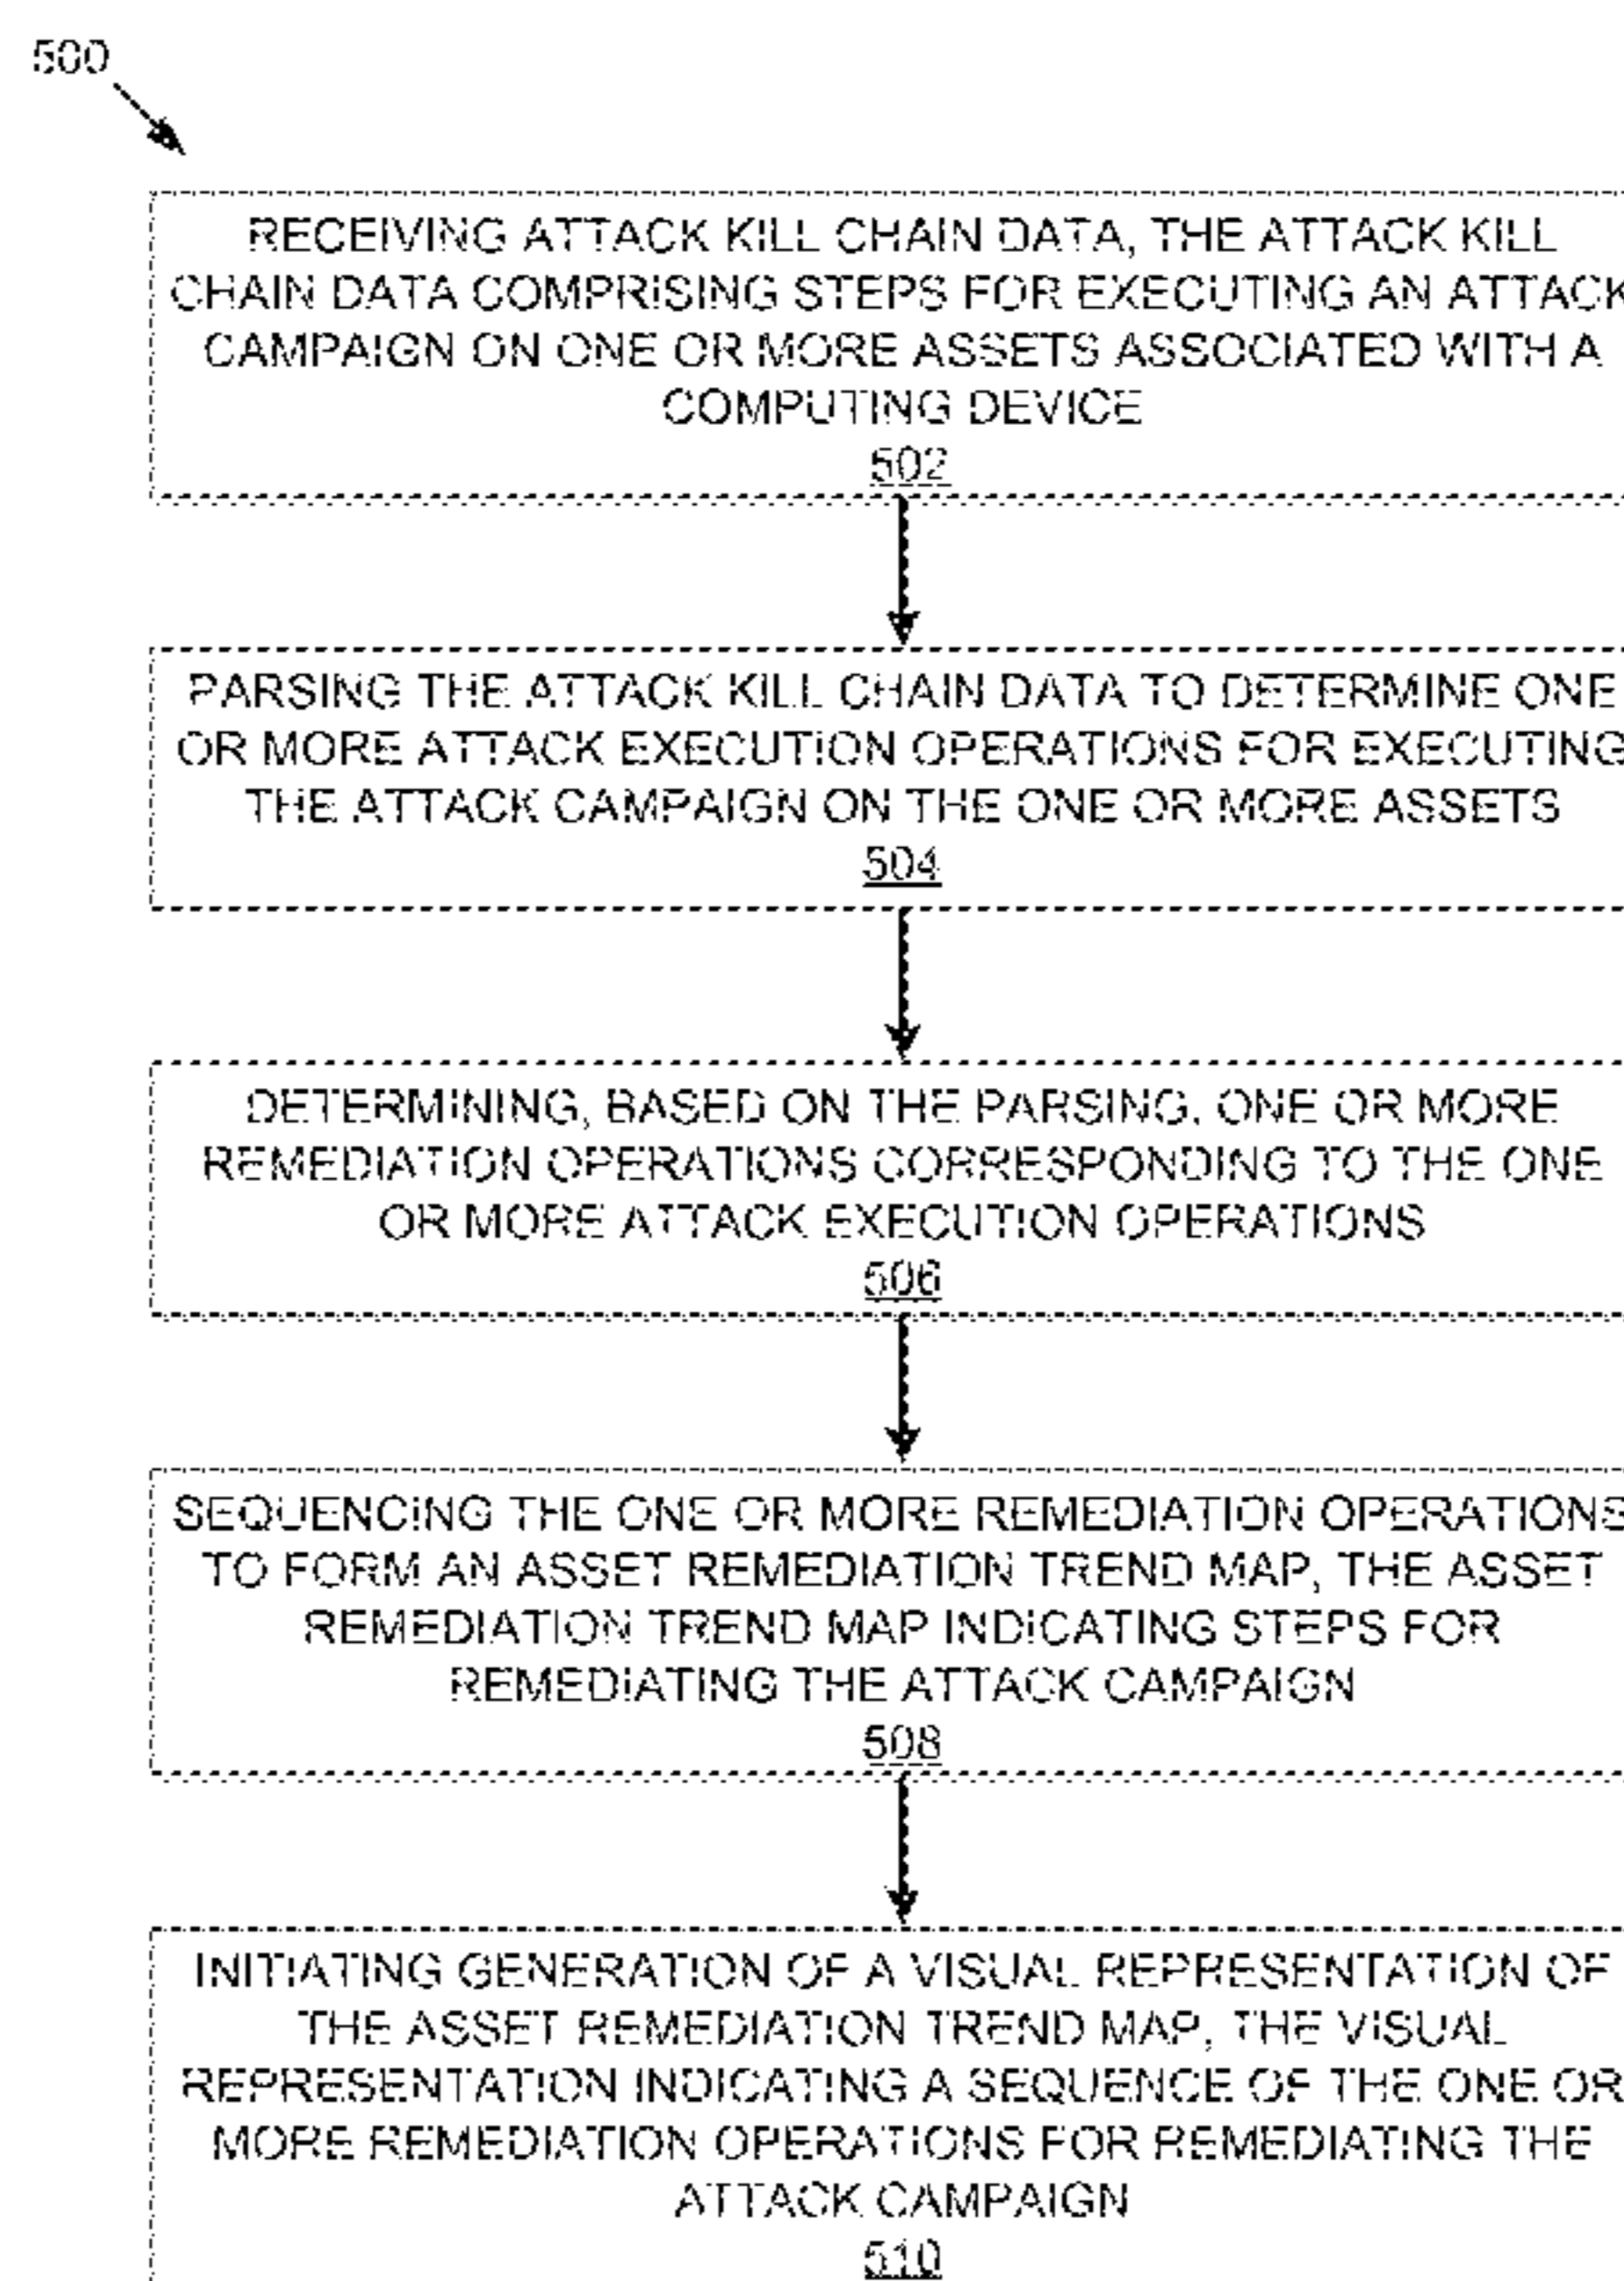 500
RECEIVING ATTACK KILL CHAIN DATA, THE ATTACK KILL
CHAIN DATA COMPRISING STEPS FOR EXECUTING AN ATTACK
CAMPAIGN ON ONE OR MORE ASSETS ASSOCIATED WITH A
COMPUTING DEVICE
502
PARSING THE ATTACK KILL CHAIN DATA TO DETERMINE ONE
OR MORE ATTACK EXECUTION OPERATIONS FOR EXECUTING
THE ATTACK CAMPAIGN ON THE ONE OR MORE ASSETS
504
DETERMINING, BASED ON THE PARSING, ONE OR MORE
REMEDIATION OPERATIONS CORRESPONDING TO THE ONE
OR MORE ATTACK EXECUTION OPERATIONS
506
SEQUENCING THE ONE OR MORE REMEDIATION OPERATIONS
TO FORM AN ASSET REMEDIATION TREND MAP, THE ASSET
REMEDIATION TREND MAP INDICATING STEPS FOR
REMEDIATING THE ATTACK CAMPAIGN
508
INITIATING GENERATION OF A VISUAL REPRESENTATION OF
THE ASSET REMEDIATION TREND MAP, THE VISUAL
REPRESENTATION INDICATING A SEQUENCE OF THE ONE OR
MORE REMEDIATION OPERATIONS FOR REMEDIATING THE
ATTACK CAMPAIGN
510